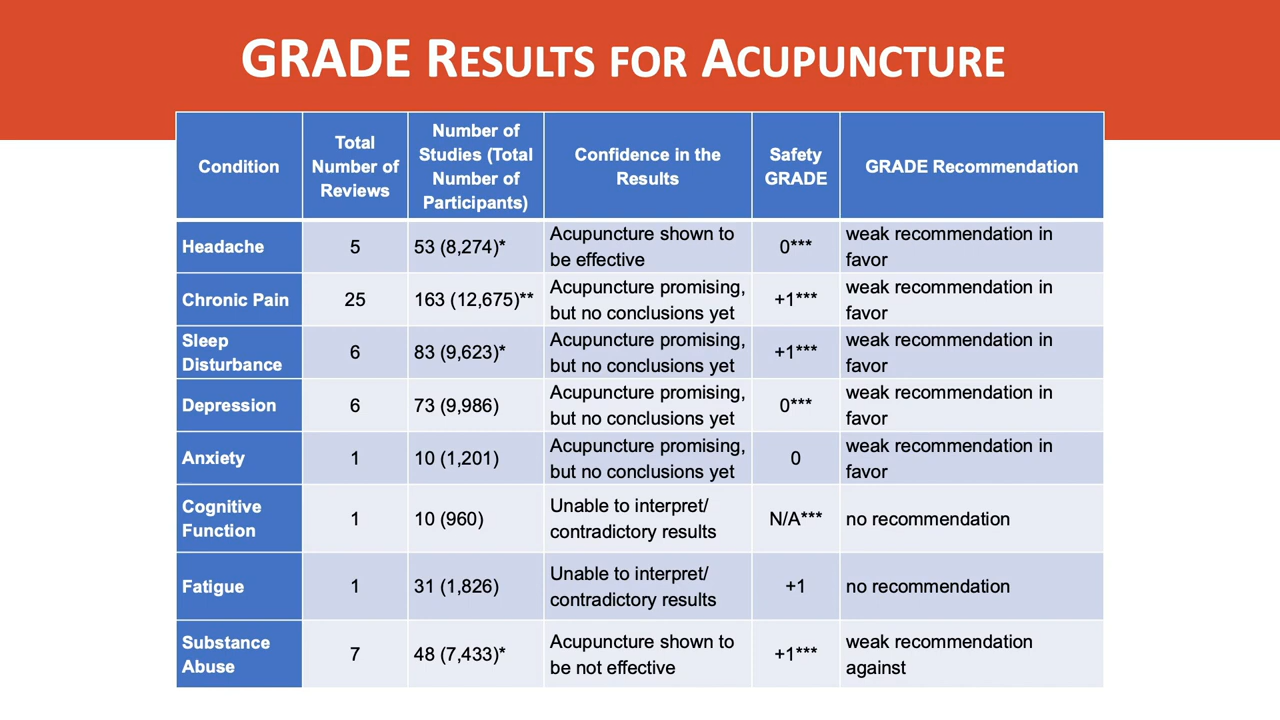 GRADE RESULTS FOR ACUPUNCTURE
Condition
Total
Number of
Reviews
Number of
Studies (Total
Number of
Participants)
Confidence in the
Results
Safety
GRADE
GRADE Recommendation
Headache
5
53 (8,274)*
Acupuncture shown to
be effective
0***
weak recommendation in
favor
Chronic Pain
25
163 (12,675)**
Acupuncture promising,
but no conclusions yet
+1***
weak recommendation in
favor
Sleep
Disturbance
6
83 (9,623)*
Acupuncture promising,
but no conclusions yet
+1***
weak recommendation in
favor
Depression
6
73 (9,986)
Acupuncture promising,
but no conclusions yet
0***
weak recommendation in
favor
Anxiety
1
10 (1,201)
Acupuncture promising,
but no conclusions yet
0
weak recommendation in
favor
Cognitive
Function
1
10 (960)
Unable to interpret/
contradictory results
N/A***
no recommendation
Fatigue
1
31 (1,826)
Unable to interpret/
contradictory results
+1
no recommendation
Substance
Abuse
7
48 (7,433)*
Acupuncture shown to
be not effective
+1***
weak recommendation
against